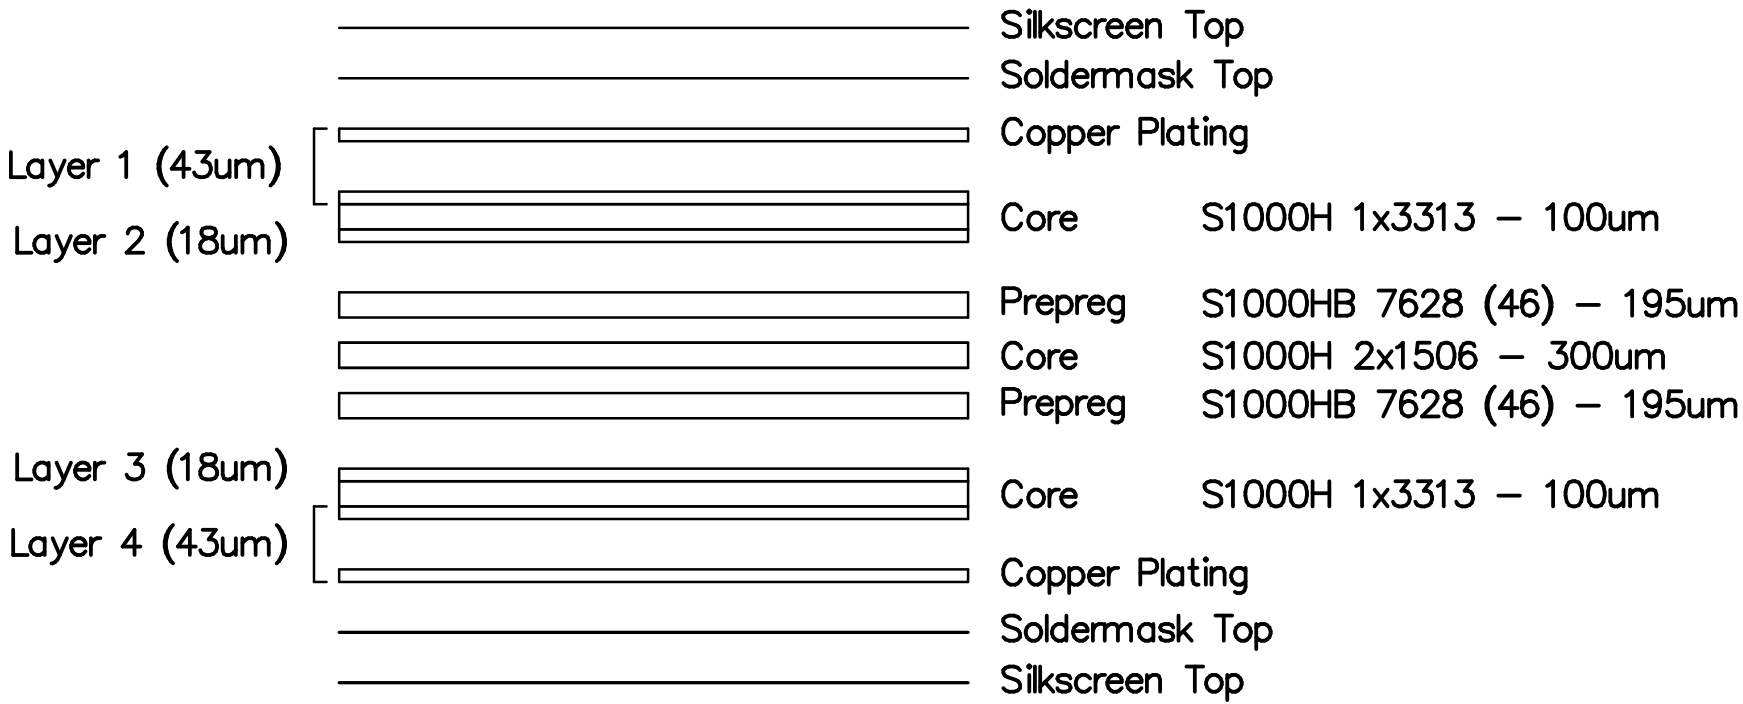 Silkscreen Top
Soldermask Top
Copper Plating
Layer 1 (43um)
Core S1000H 1x3313 – 100um
Layer 2 (18um)
Prepreg S1000HB 7628 (46) – 195um
Core S1000H 2x1506 – 300um
Prepreg S1000HB 7628 (46) – 195um
Layer 3 (18um)
Core S1000H 1x3313 – 100um
Layer 4 (43um)
Copper Plating
Soldermask Top
Silkscreen Top